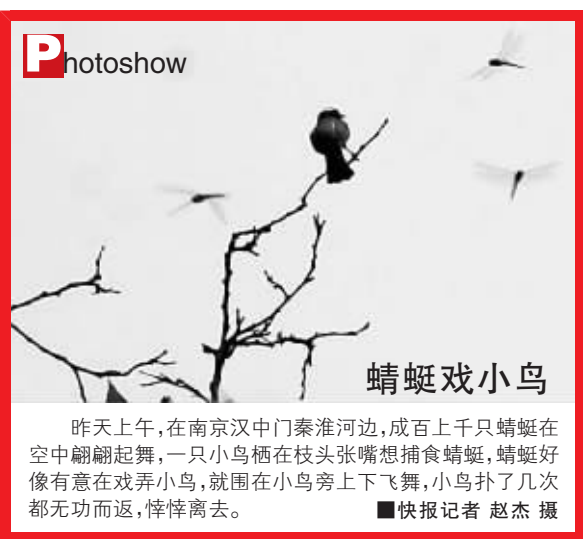 Photoshow
蜻蜓戏小鸟
昨天上午,在南京汉中门秦淮河边,成百上千只蜻蜓在
空中翩翩起舞,一只小鸟栖在枝头张嘴想捕食蜻蜓,蜻蜓好
像有意在戏弄小鸟,就围在小鸟旁上下飞舞,小鸟扑了几次
都无功而返,悻悻离去。 ■快报记者 赵杰 摄